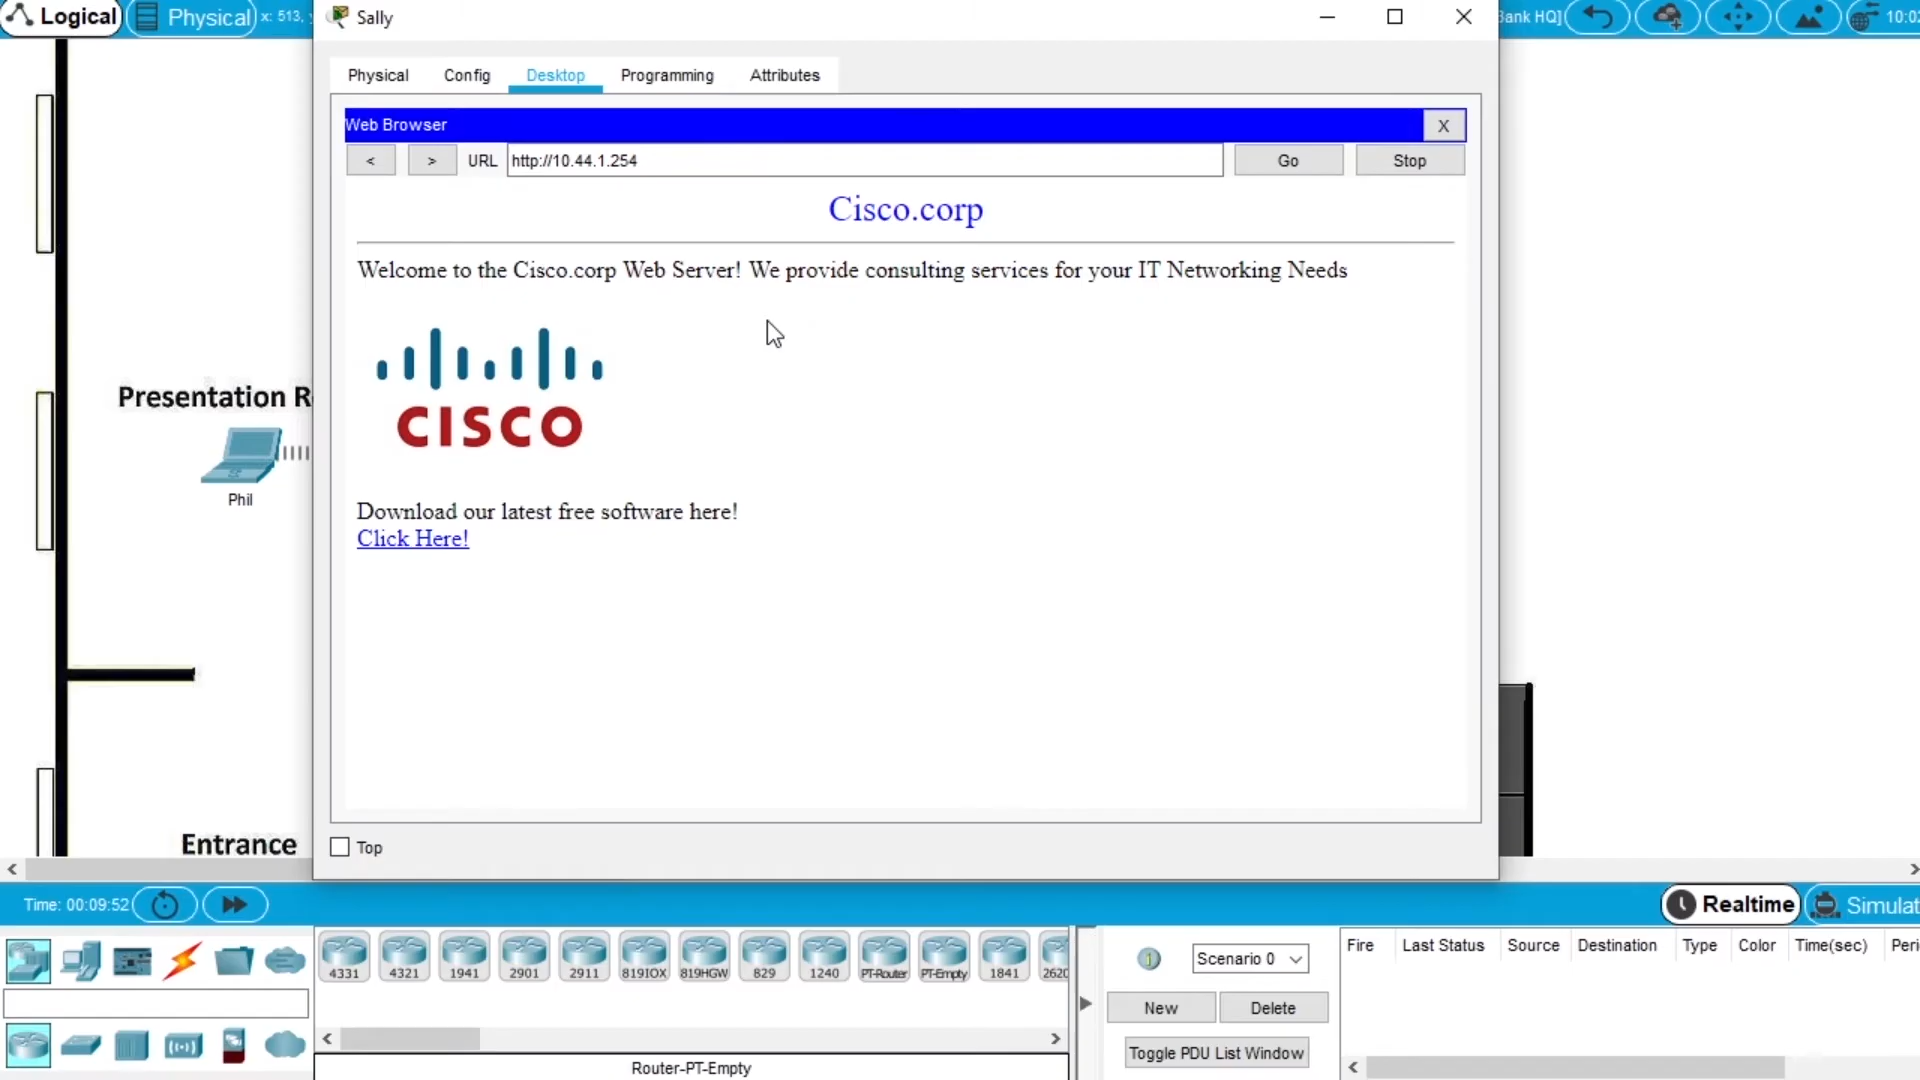 Logical
Physical
x: 513,
Sally
Bank HQ]
10:02
Physical
Config
Desktop
Programming
Attributes
Web Browser
X
<
>
URL
http://10.44.1.254
Go
Stop
Cisco.corp
Welcome to the Cisco.corp Web Server! We provide consulting services for your IT Networking Needs
CISCO
Download our latest free software here!
Click Here!
Presentation R
Phil
Entrance
Top
Time: 00:09:52
Realtime
Simulat
4331
4321
1941
2901
2911
819IOX
819HGW
829
1240
PT-Router
PT-Empty
1841
262
Router-PT-Empty
Scenario 0
New
Delete
Toggle PDU List Window
Fire
Last Status
Source
Destination
Type
Color
Time(sec)
Peri